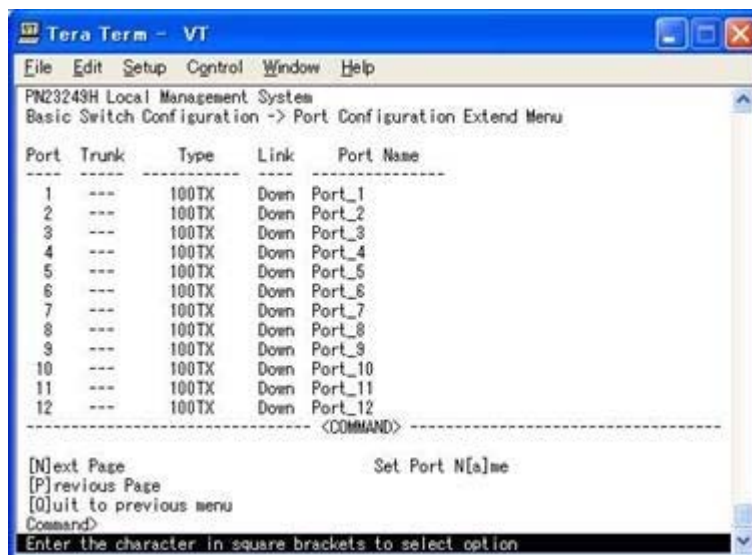 Tera Term - VT
File Edit Setup Control Window Help
PN23249H Local Management System
Basic Switch Configuration -> Port Configuration Extend Menu
Port Trunk Type Link Port Name
---- ----- ----------- ---- ---------------
1 --- 100TX Down Port_1
2 --- 100TX Down Port_2
3 --- 100TX Down Port_3
4 --- 100TX Down Port_4
5 --- 100TX Down Port_5
6 --- 100TX Down Port_6
7 --- 100TX Down Port_7
8 --- 100TX Down Port_8
9 --- 100TX Down Port_9
10 --- 100TX Down Port_10
11 --- 100TX Down Port_11
12 --- 100TX Down Port_12
-------------------------------- <COMMAND> -----------------------------------
[N]ext Page Set Port N[a]me
[P]revious Page
[Q]uit to previous menu
Command>
Enter the character in square brackets to select option